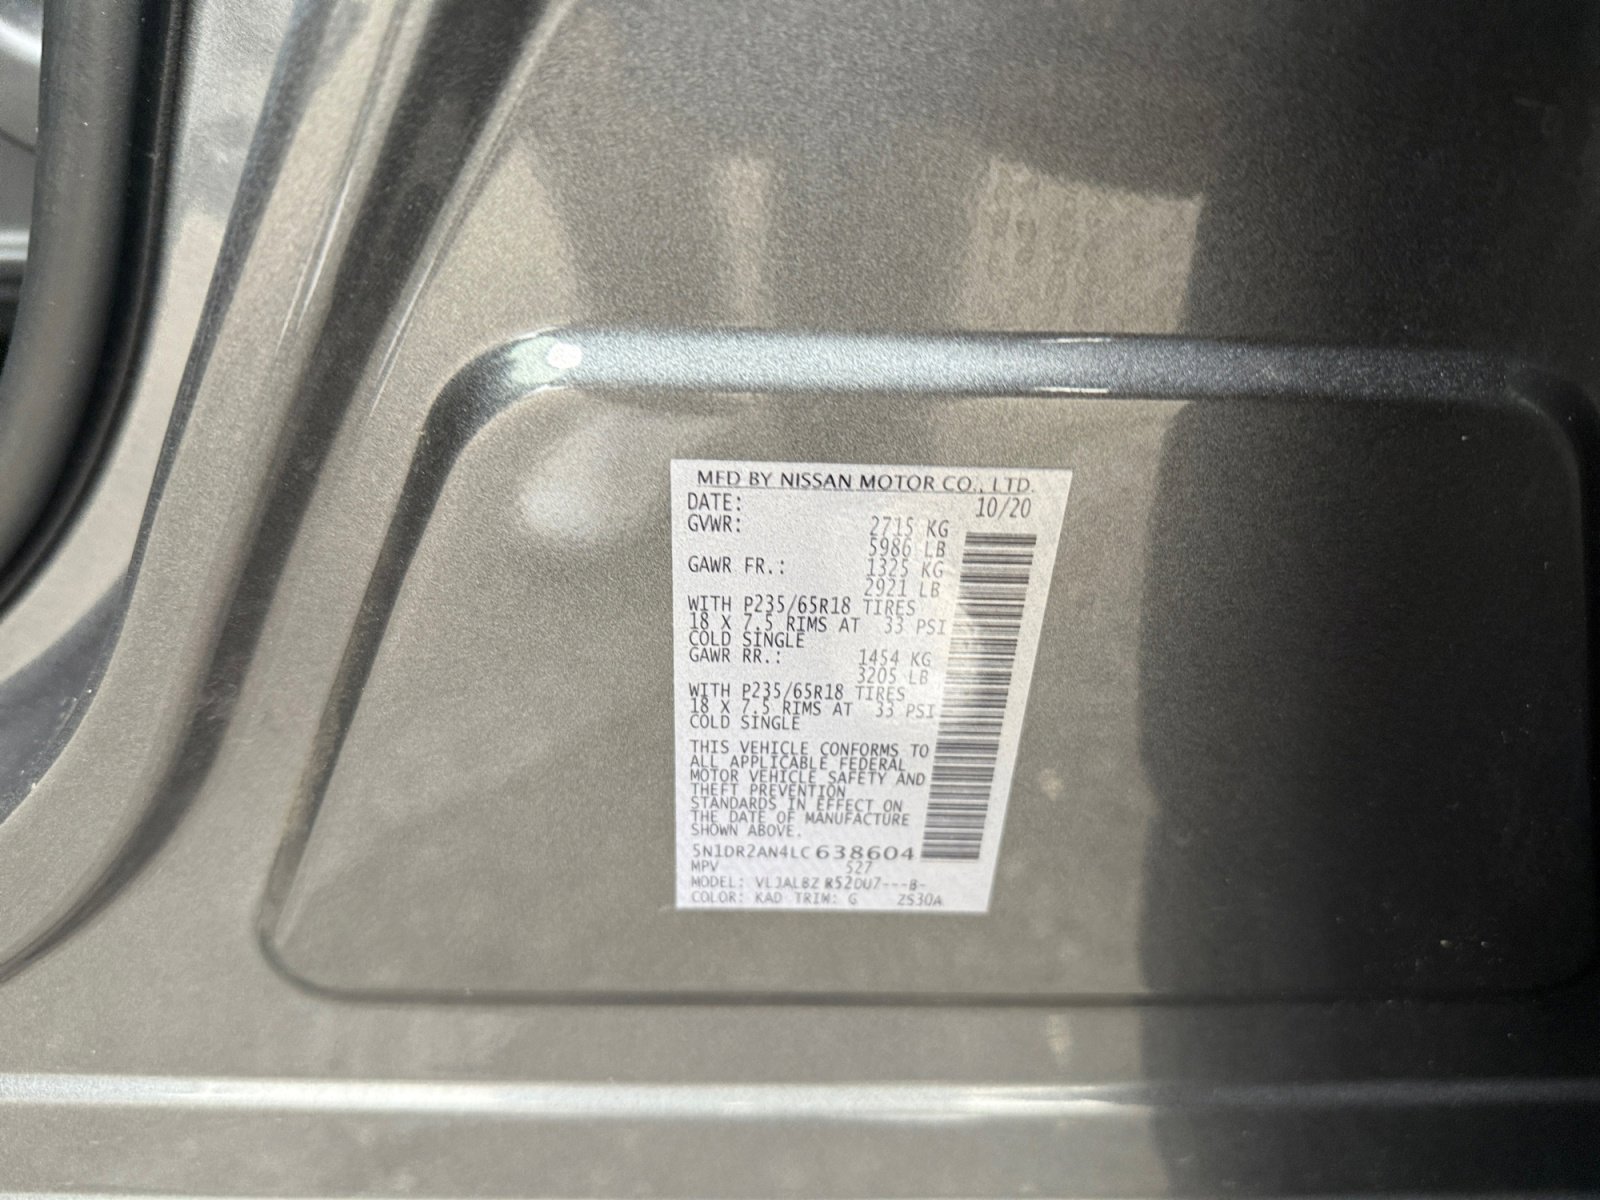 MFD BY NISSAN MOTOR CO., LTD.
DATE: 10/20
GVWR: 2715 KG
5986 LB
GAWR FR.: 1325 KG
2921 LB
WITH P235/65R18 TIRES
18 X 7.5 RIMS AT 33 PSI
COLD SINGLE
GAWR RR.: 1454 KG
3205 LB
WITH P235/65R18 TIRES
18 X 7.5 RIMS AT 33 PSI
COLD SINGLE
THIS VEHICLE CONFORMS TO
ALL APPLICABLE FEDERAL
MOTOR VEHICLE SAFETY AND
THEFT PREVENTION
STANDARDS IN EFFECT ON
THE DATE OF MANUFACTURE
SHOWN ABOVE.
5N1DR2AN4LC638604
MPV 527
MODEL:
COLOR: KAD TRIM: G ZS30A